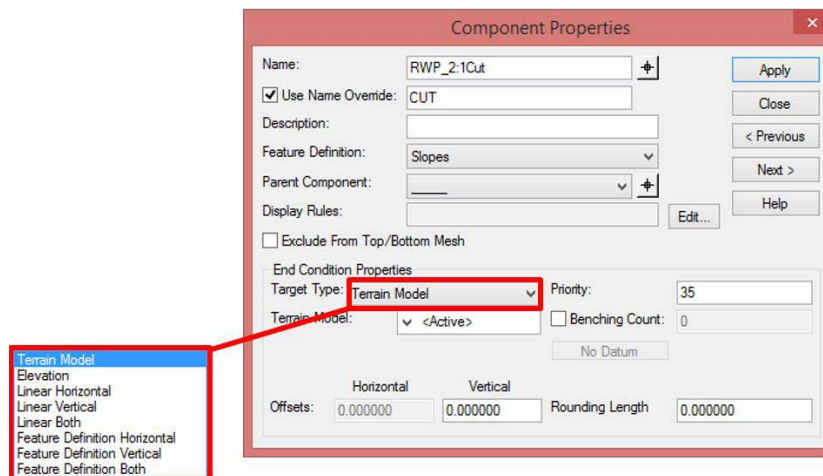 Component Properties
Name: RWP_2:1Cut
Apply
Use Name Override: CUT
Close
Description:
< Previous
Feature Definition: Slopes
Next >
Parent Component:
Help
Display Rules: Edit...
Exclude From Top/Bottom Mesh
End Condition Properties
Target Type: Terrain Model Priority: 35
Terrain Model: <Active> Benching Count: 0
No Datum
Horizontal Vertical
Offsets: 0.000000 0.000000 Rounding Length 0.000000
Terrain Model
Elevation
Linear Horizontal
Linear Vertical
Linear Both
Feature Definition Horizontal
Feature Definition Vertical
Feature Definition Both